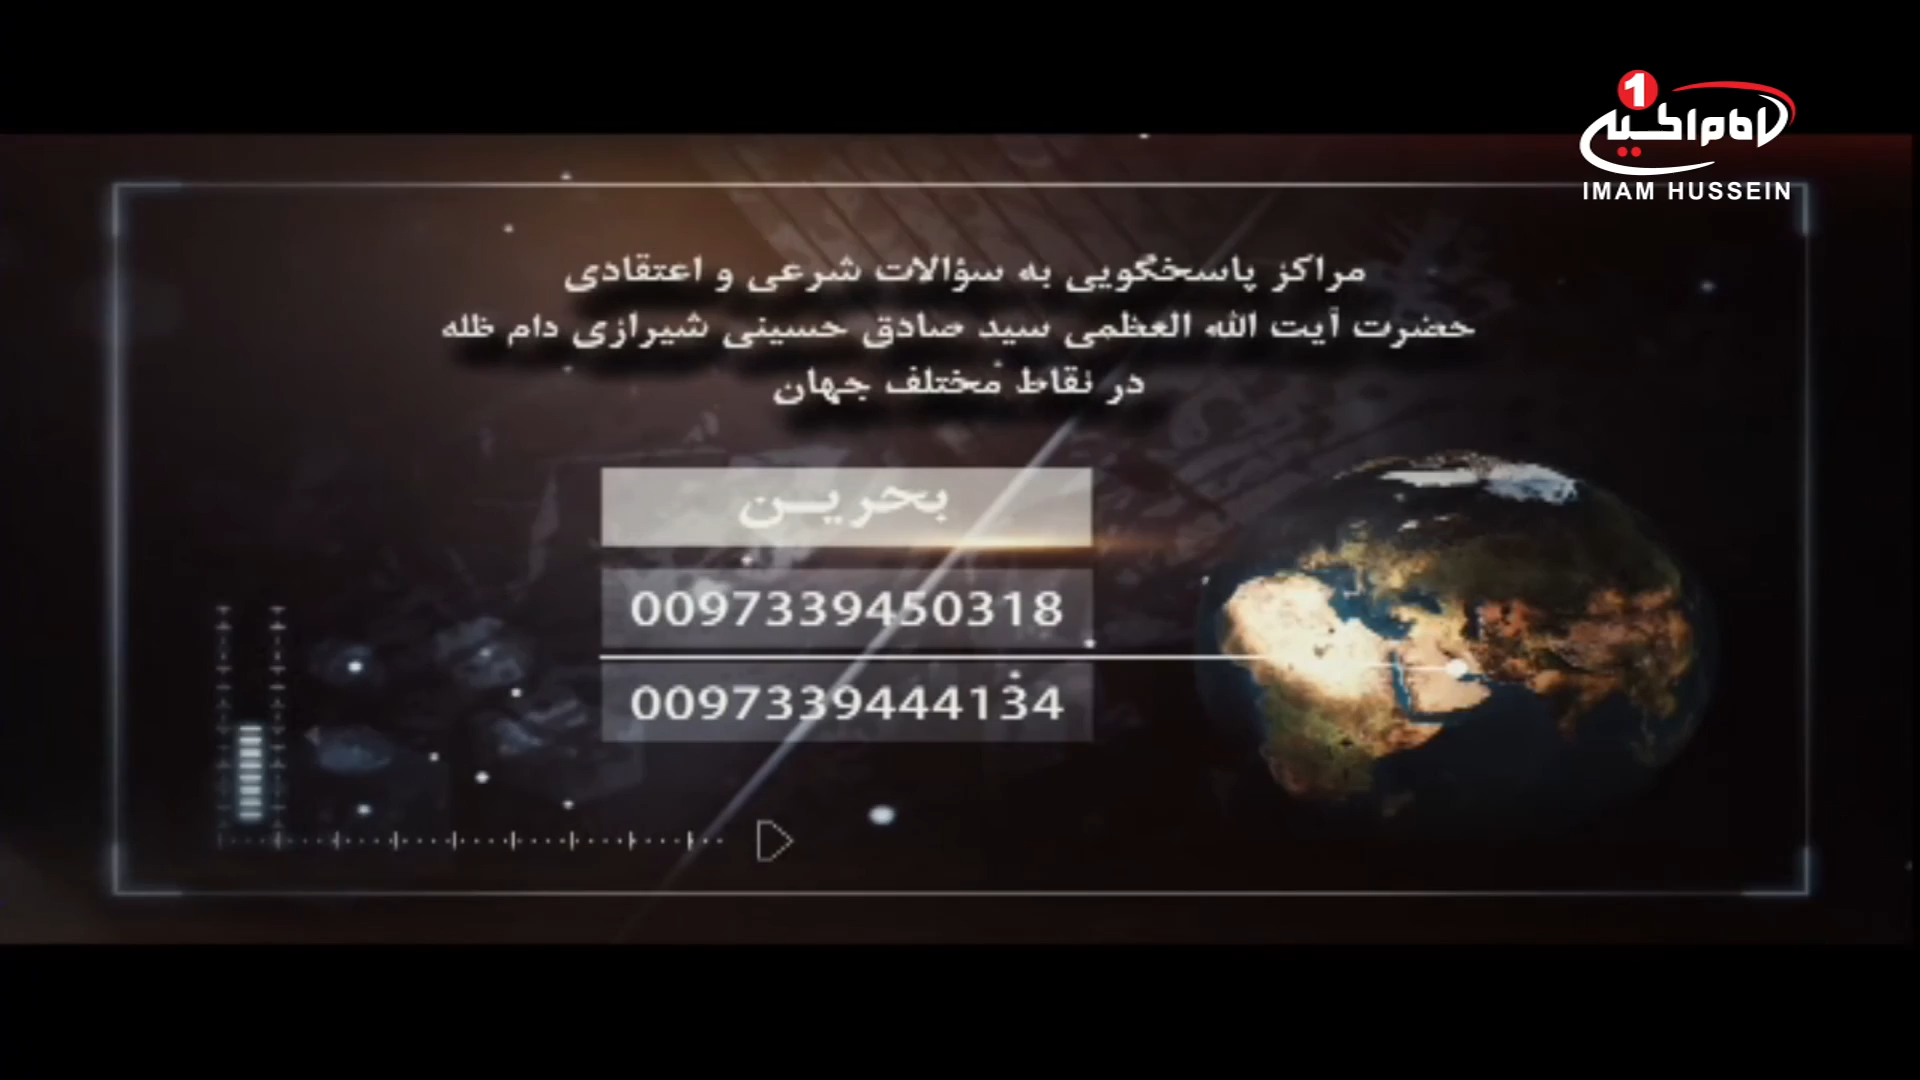 1
امام حسین
IMAM HUSSEIN
مراکز پاسخگویی به سؤالات شرعی و اعتقادی
حضرت آیت الله العظمی سید صادق حسینی شیرازی دام ظله
در نقاط مختلف جهان
بحریـن
0097339450318
0097339444134